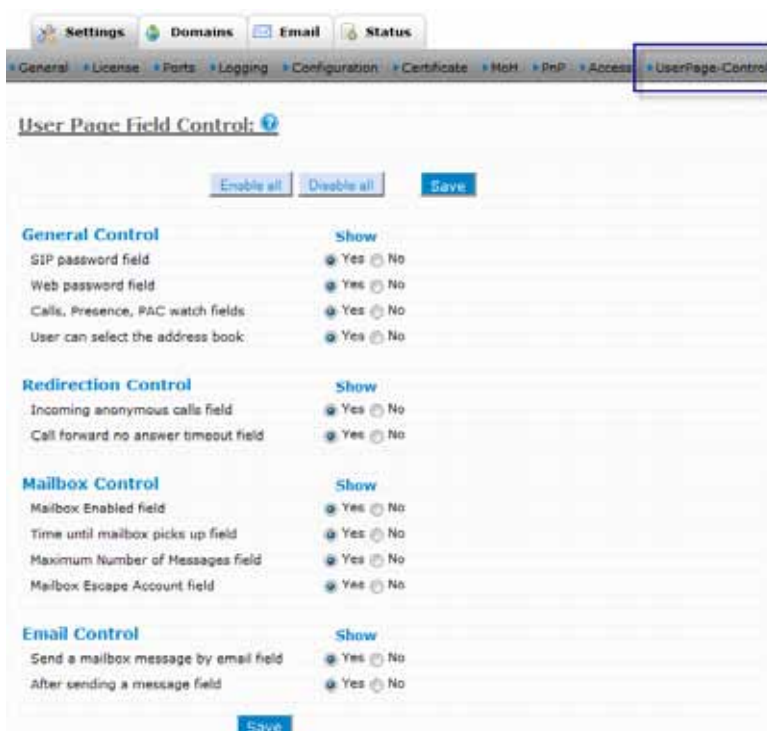 Settings Domains Email Status
General License Ports Logging Configuration Certificate MoH PnP Access UserPage-Control
User Page Field Control:
Enable all Disable all Save
General Control Show
SIP password field Yes No
Web password field Yes No
Calls, Presence, PAC watch fields Yes No
User can select the address book Yes No
Redirection Control Show
Incoming anonymous calls field Yes No
Call forward no answer timeout field Yes No
Mailbox Control Show
Mailbox Enabled field Yes No
Time until mailbox picks up field Yes No
Maximum Number of Messages field Yes No
Mailbox Escape Account field Yes No
Email Control Show
Send a mailbox message by email field Yes No
After sending a message field Yes No
Save